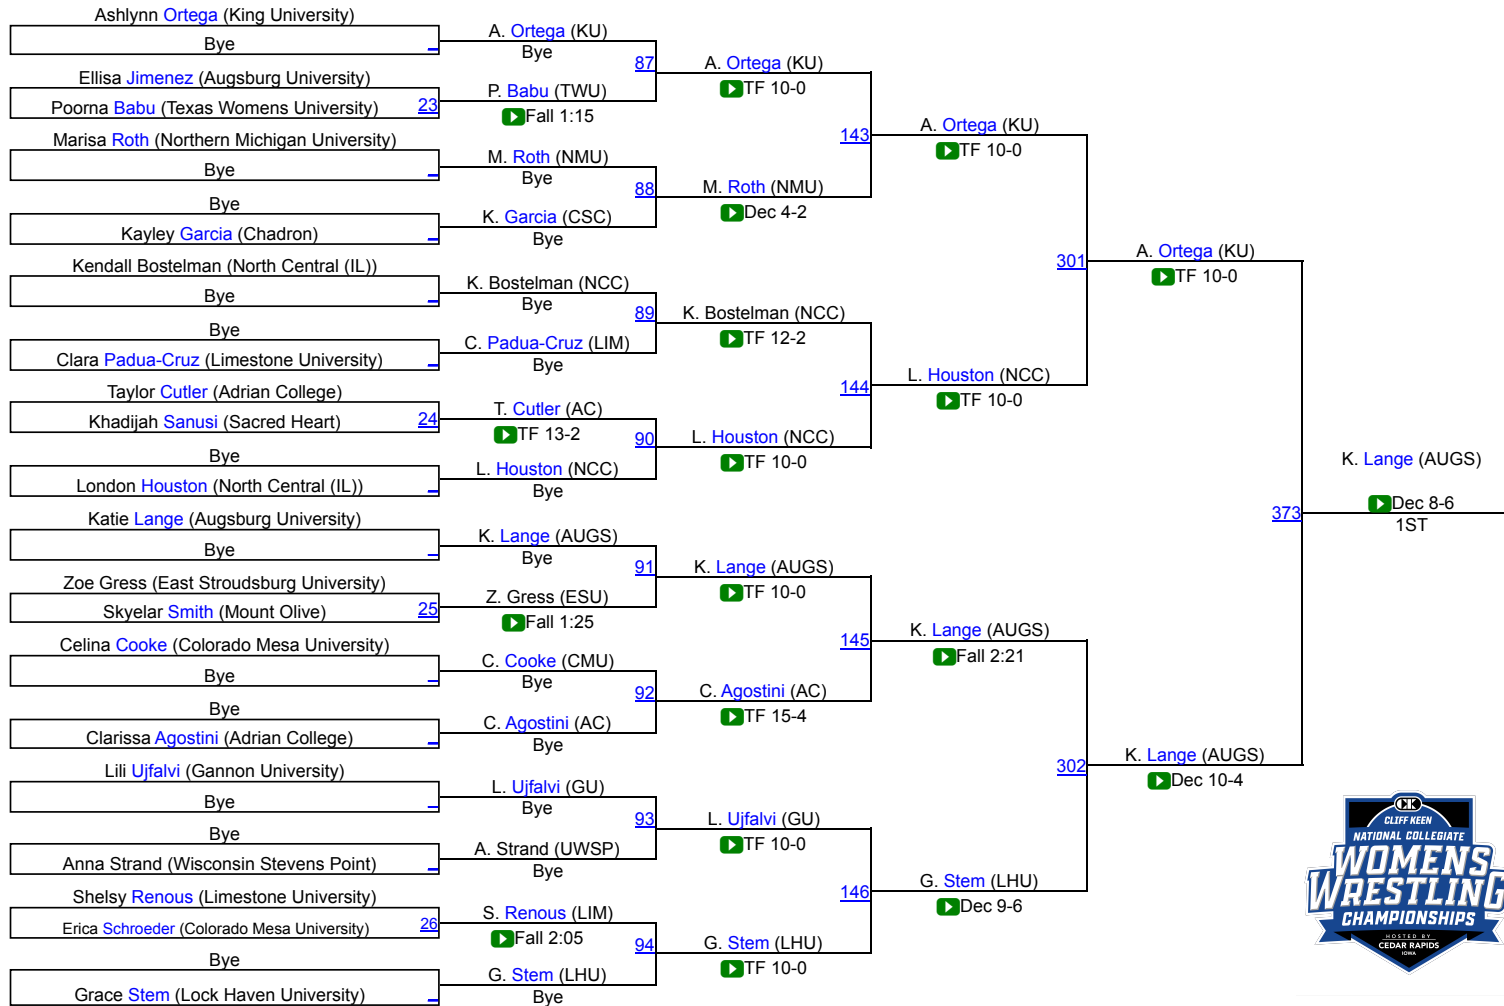 Ashlynn Ortega (King University)
Bye
Ellisa Jimenez (Augsburg University)
Poorna Babu (Texas Womens University) 23
Marisa Roth (Northern Michigan University)
Bye
Bye
Kayley Garcia (Chadron)
Kendall Bostelman (North Central (IL))
Bye
Bye
Clara Padua-Cruz (Limestone University)
Taylor Cutler (Adrian College)
Khadijah Sanusi (Sacred Heart) 24
Bye
London Houston (North Central (IL))
Katie Lange (Augsburg University)
Bye
Zoe Gress (East Stroudsburg University)
Skyelar Smith (Mount Olive) 25
Celina Cooke (Colorado Mesa University)
Bye
Bye
Clarissa Agostini (Adrian College)
Lili Ujfalvi (Gannon University)
Bye
Bye
Anna Strand (Wisconsin Stevens Point)
Shelsy Renous (Limestone University)
Erica Schroeder (Colorado Mesa University) 26
Bye
Grace Stem (Lock Haven University)
A. Ortega (KU)
Bye
87
P. Babu (TWU)
Fall 1:15
M. Roth (NMU)
Bye
88
K. Garcia (CSC)
Bye
K. Bostelman (NCC)
Bye
89
C. Padua-Cruz (LIM)
Bye
T. Cutler (AC)
TF 13-2
90
L. Houston (NCC)
Bye
K. Lange (AUGS)
Bye
91
Z. Gress (ESU)
Fall 1:25
C. Cooke (CMU)
Bye
92
C. Agostini (AC)
Bye
L. Ujfalvi (GU)
Bye
93
A. Strand (UWSP)
Bye
S. Renous (LIM)
Fall 2:05
94
G. Stem (LHU)
Bye
A. Ortega (KU)
TF 10-0
143
M. Roth (NMU)
Dec 4-2
K. Bostelman (NCC)
TF 12-2
144
L. Houston (NCC)
TF 10-0
K. Lange (AUGS)
TF 10-0
145
C. Agostini (AC)
TF 15-4
L. Ujfalvi (GU)
TF 10-0
146
G. Stem (LHU)
TF 10-0
A. Ortega (KU)
TF 10-0
301
L. Houston (NCC)
TF 10-0
K. Lange (AUGS)
Fall 2:21
302
G. Stem (LHU)
Dec 9-6
A. Ortega (KU)
TF 10-0
373
K. Lange (AUGS)
Dec 10-4
K. Lange (AUGS)
Dec 8-6
1ST
CLIFF KEEN
NATIONAL COLLEGIATE
WOMENS
WRESTLING
CHAMPIONSHIPS
HOSTED BY
CEDAR RAPIDS
IOWA